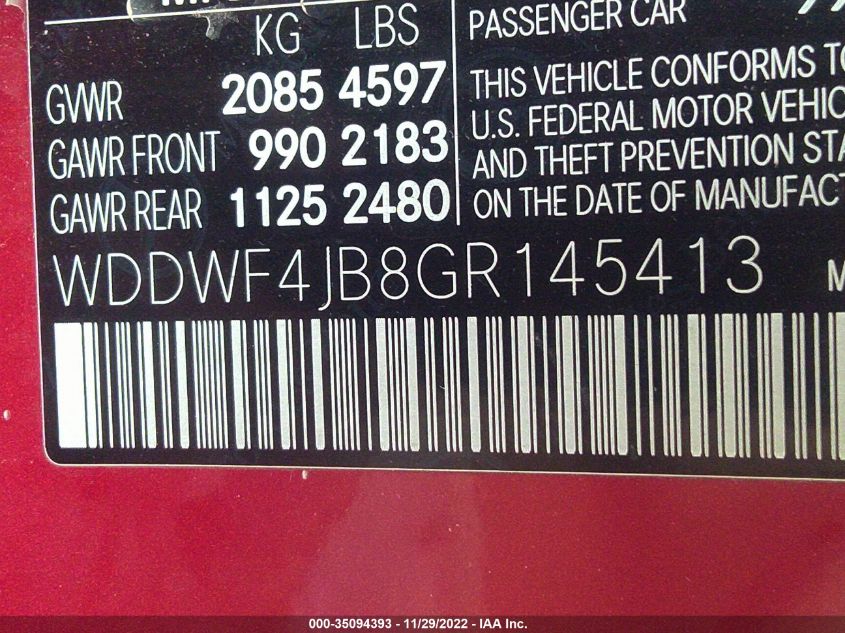 KG LBS
GVWR 2085 4597
GAWR FRONT 990 2183
GAWR REAR 1125 2480
PASSENGER CAR
THIS VEHICLE CONFORMS TO
U.S. FEDERAL MOTOR VEHIC
AND THEFT PREVENTION STA
ON THE DATE OF MANUFACT
WDDWF4JB8GR145413
000-35094393 - 11/29/2022 - IAA Inc.